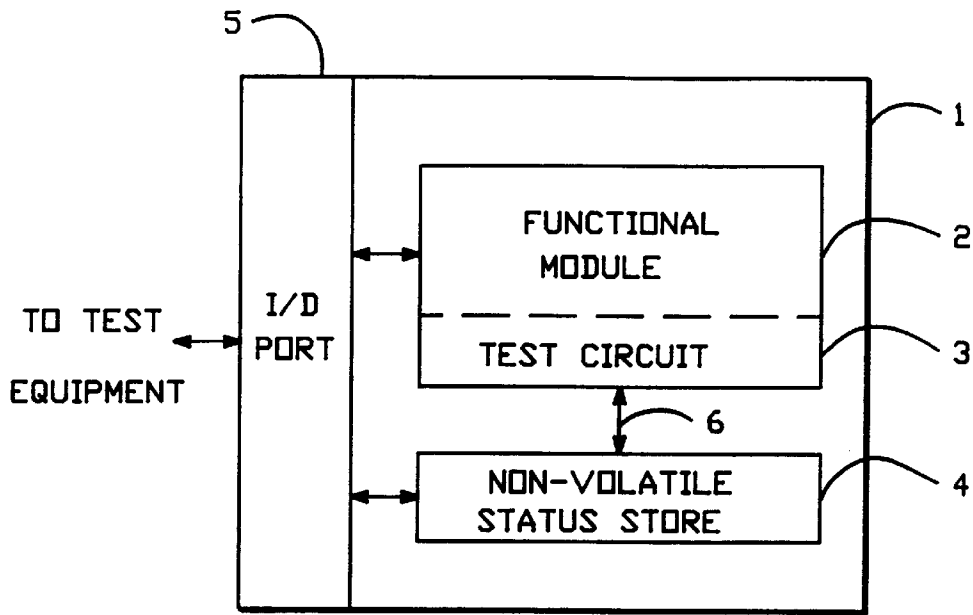 5
1
FUNCTIONAL
MODULE
2
I/O
PORT
TO TEST
EQUIPMENT
TEST CIRCUIT
3
6
NON-VOLATILE
STATUS STORE
4